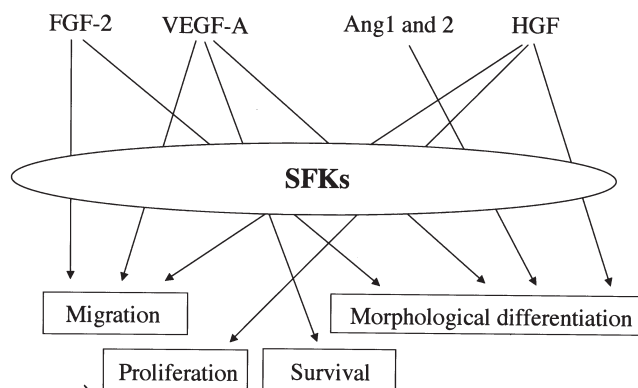 FGF-2 VEGF-A Ang1 and 2 HGF
SFKs
Migration
Morphological differentiation
Proliferation Survival